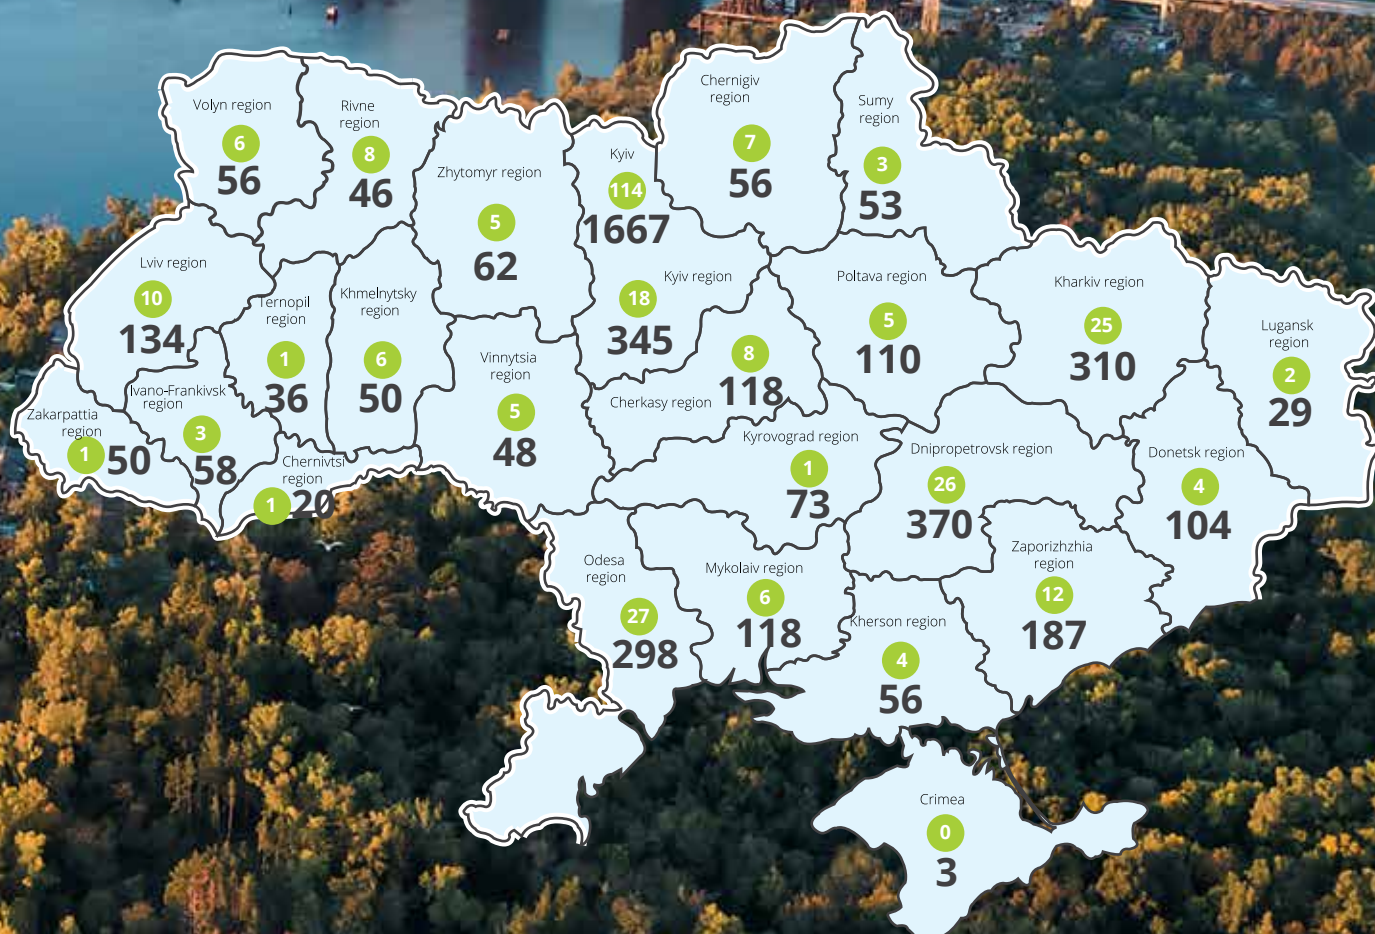 Volyn region
6
56
Rivne
region
8
46
Zhytomyr region
5
62
Kyiv
114
1667
Chernigiv
region
7
56
Sumy
region
3
53
Lviv region
10
134
Ternopil
region
1
36
Khmelnytsky
region
6
50
Vinnytsia
region
5
48
Kyiv region
18
345
8
118
Cherkasy region
Poltava region
5
110
Kharkiv region
25
310
Lugansk
region
2
29
Zakarpattia
region
1 50
Ivano-Frankivsk
region
3
58
Chernivtsi
region
1 20
Kyrovograd region
1
73
Dnipropetrovsk region
26
370
Donetsk region
4
104
Odesa
region
27
298
Mykolaiv region
6
118
Kherson region
4
56
Zaporizhzhia
region
12
187
Crimea
0
3